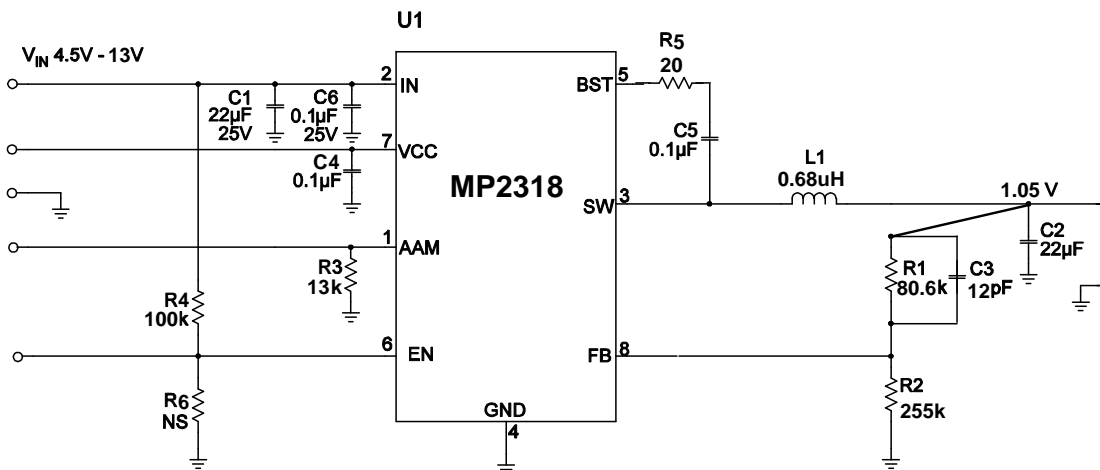 U1
V_IN 4.5V - 13V
2
IN
C1
22µF
25V
C6
0.1µF
25V
7
VCC
C4
0.1µF
1
AAM
R3
13k
R4
100k
6
EN
R6
NS
MP2318
GND
4
BST
5
R5
20
C5
0.1µF
SW
3
L1
0.68uH
1.05 V
C2
22µF
R1
80.6k
C3
12pF
FB
8
R2
255k